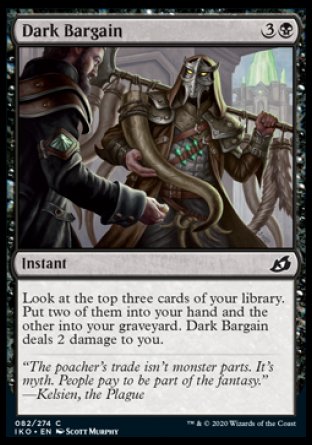 Dark Bargain 3
Instant
Look at the top three cards of your library.
Put two of them into your hand and the
other into your graveyard. Dark Bargain
deals 2 damage to you.
"The poacher's trade isn't monster parts. It's
myth. People pay to be part of the fantasy."
—Kelsien, the Plague
082/274 C
IKO • EN Scott Murphy
™ & © 2020 Wizards of the Coast